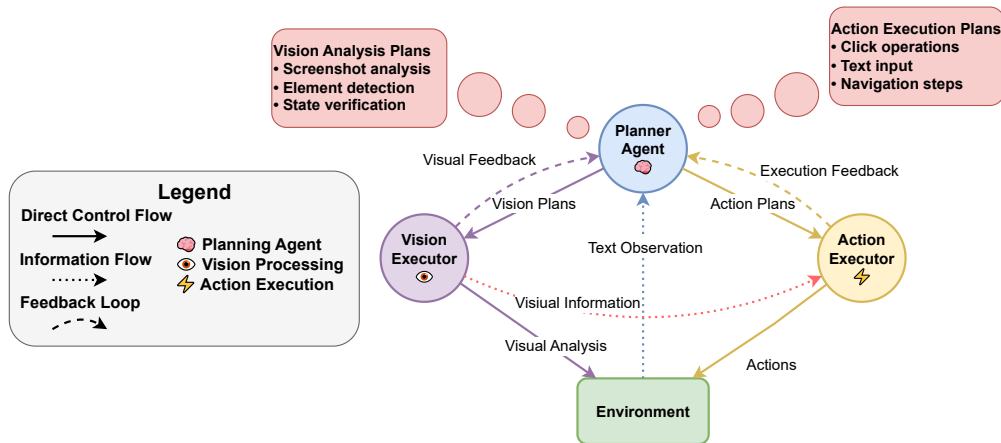 Vision Analysis Plans
• Screenshot analysis
• Element detection
• State verification
Action Execution Plans
• Click operations
• Text input
• Navigation steps
Planner
Agent
Visual Feedback
Execution Feedback
Vision Plans
Action Plans
Legend
Direct Control Flow
Information Flow
Feedback Loop
Planning Agent
Vision Processing
Action Execution
Vision
Executor
Text Observation
Action
Executor
Visiual Information
Visual Analysis
Actions
Environment